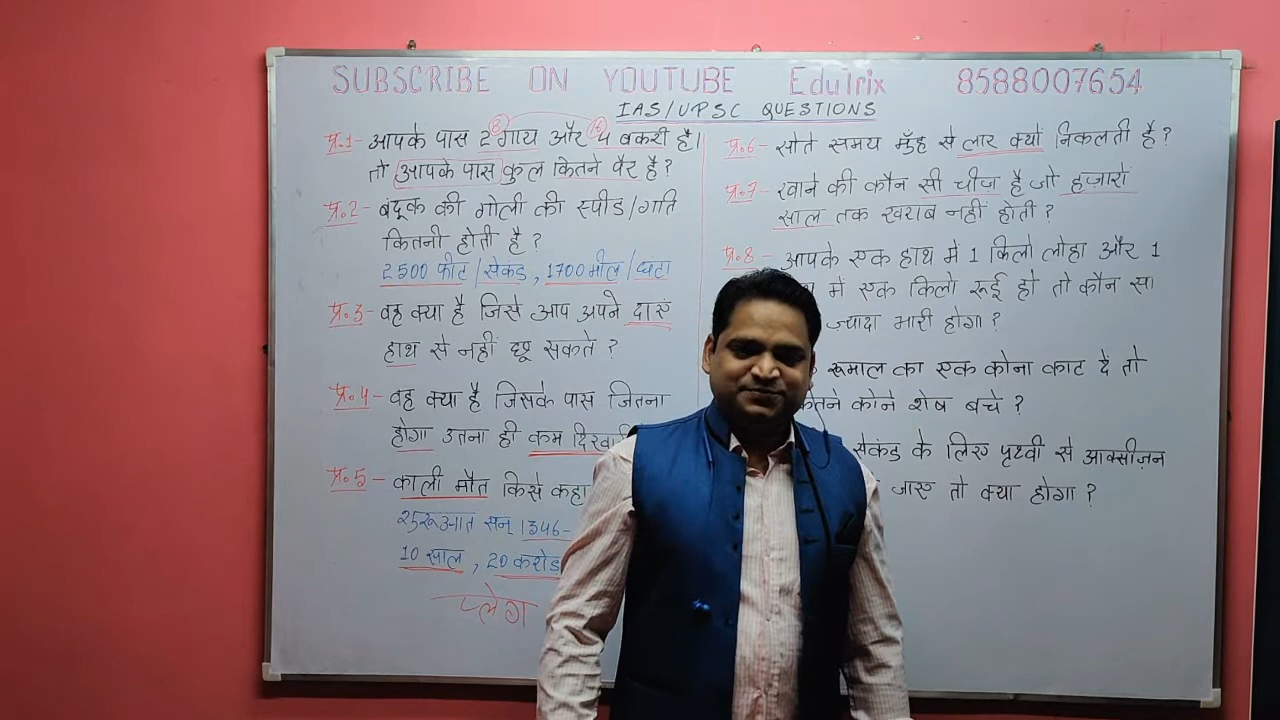 SUBSCRIBE ON YOUTUBE EduTrix 8588007654
IAS/UPSC QUESTIONS
प्र.1- आपके पास 2 गाय और 4 बकरी है।
8 16
तो आपके पास कुल कितने पैर है?
प्र.2- बंदूक की गोली की स्पीड/गति
कितनी होती है?
2500 फीट/सेकंड, 1700 मील/घंटा
प्र.3- वह क्या है जिसे आप अपने दाएं
हाथ से नहीं छू सकते?
प्र.4- वह क्या है जिसके पास जितना
होगा उतना ही कम
प्र.5- काली मौत किसे कहा
शुरूआत सन् 1346-
10 साल, 20 करोड़
प्लेग
प्र.6- सोते समय मुँह से लार क्यों निकलती है?
प्र.7- खाने की कौन सी चीज़ है जो हज़ारों
साल तक खराब नहीं होती?
प्र.8- आपके एक हाथ में 1 किलो लोहा और 1
में एक किलो रूई हो तो कौन सा
ज्यादा भारी होगा?
रूमाल का एक कोना काट दें तो
कोने शेष बचे?
सेकंड के लिए पृथ्वी से आक्सीज़न
जाए तो क्या होगा?